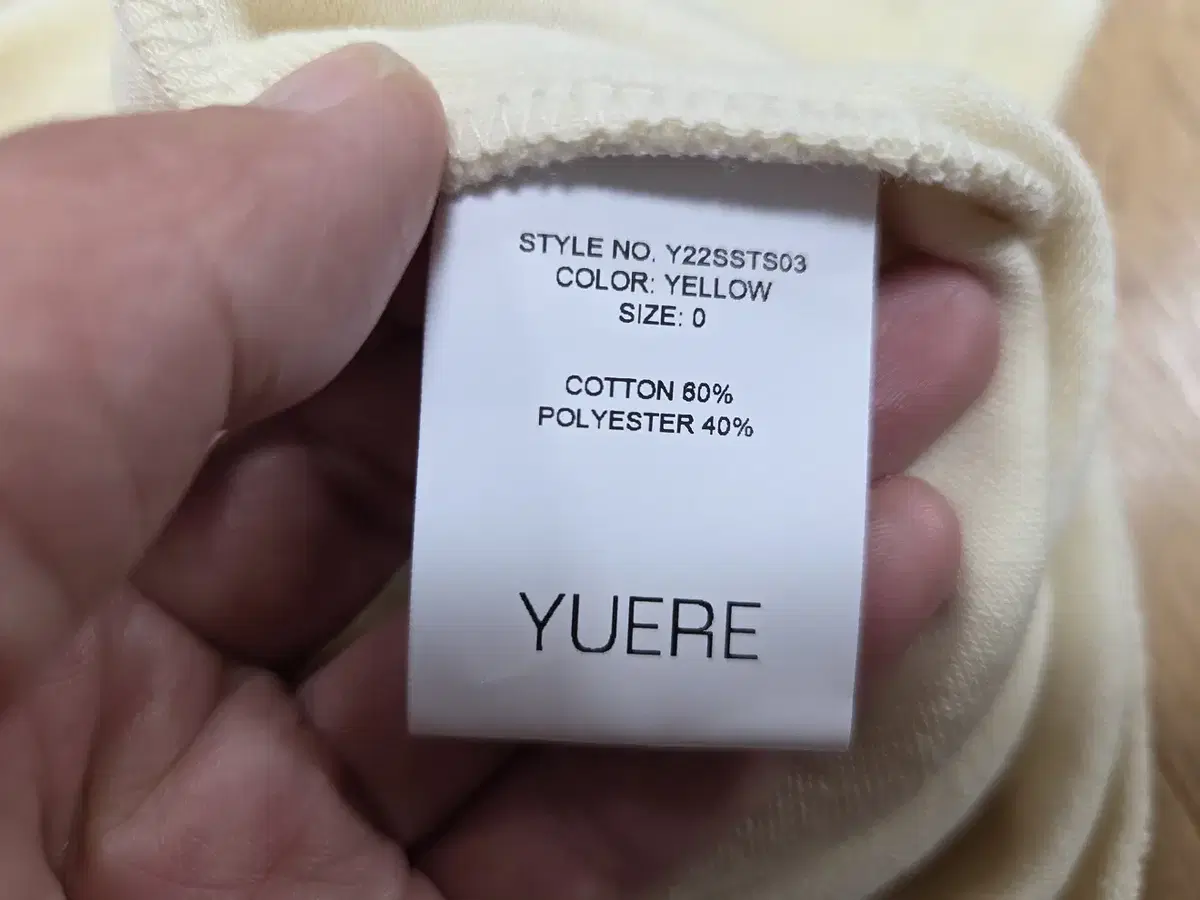 STYLE NO. Y22SSTS03
COLOR: YELLOW
SIZE: 0
COTTON 60%
POLYESTER 40%
YUERE